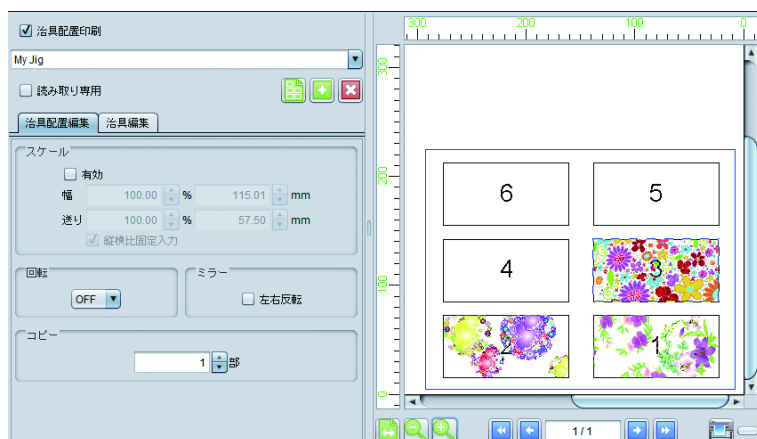 治具配置印刷
My Jig
読み取り専用
治具配置編集 治具編集
スケール
有効
幅 100.00 % 115.01 mm
送り 100.00 % 57.50 mm
縦横比固定入力
回転
OFF
ミラー
左右反転
コピー
1 部
300 200 100 0
300
200
100
0
6 5
4 3
2 1
1 / 1